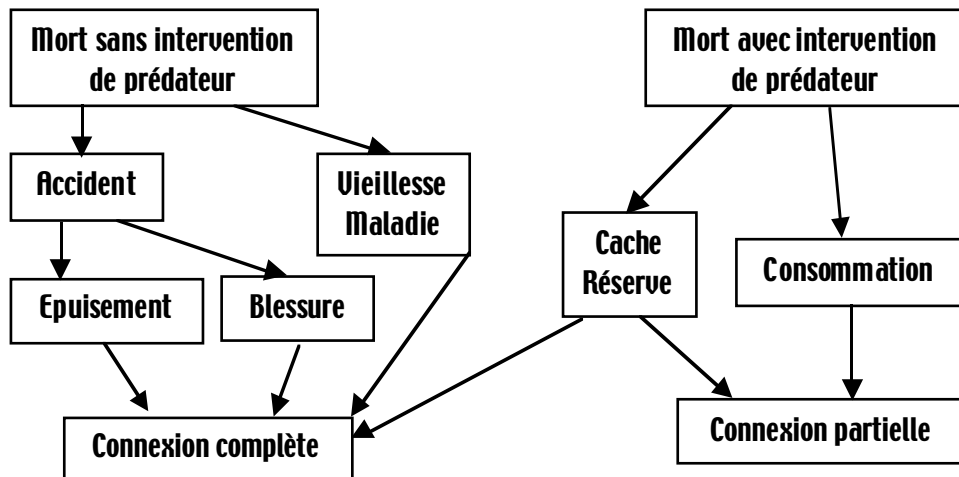 Mort sans intervention
de prédateur
Mort avec intervention
de prédateur
Accident
Vieillesse
Maladie
Cache
Réserve
Consommation
Epuisement
Blessure
Connexion complète
Connexion partielle